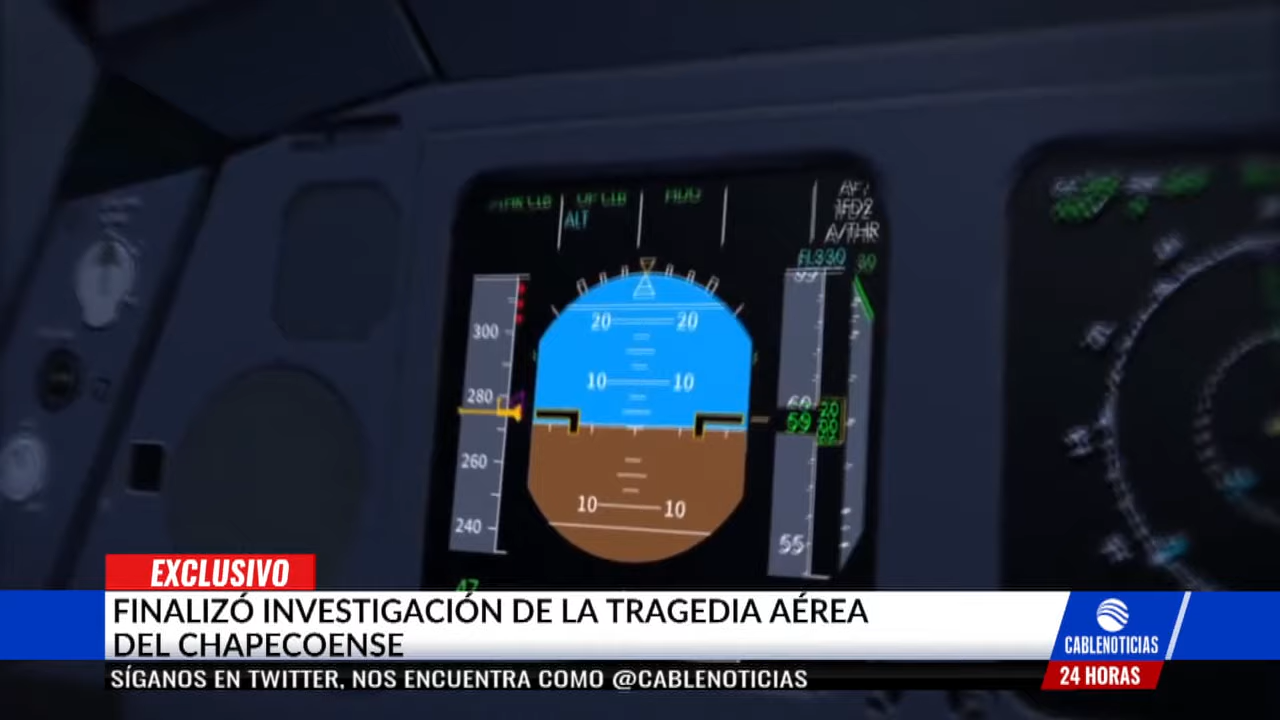 ALT
1FD2
A/THR
FL330
20 20
300
10 10
280
260
10 10
240
55
47
EXCLUSIVO
FINALIZÓ INVESTIGACIÓN DE LA TRAGEDIA AÉREA
DEL CHAPECOENSE
CABLENOTICIAS
24 HORAS
SÍGANOS EN TWITTER, NOS ENCUENTRA COMO @CABLENOTICIAS